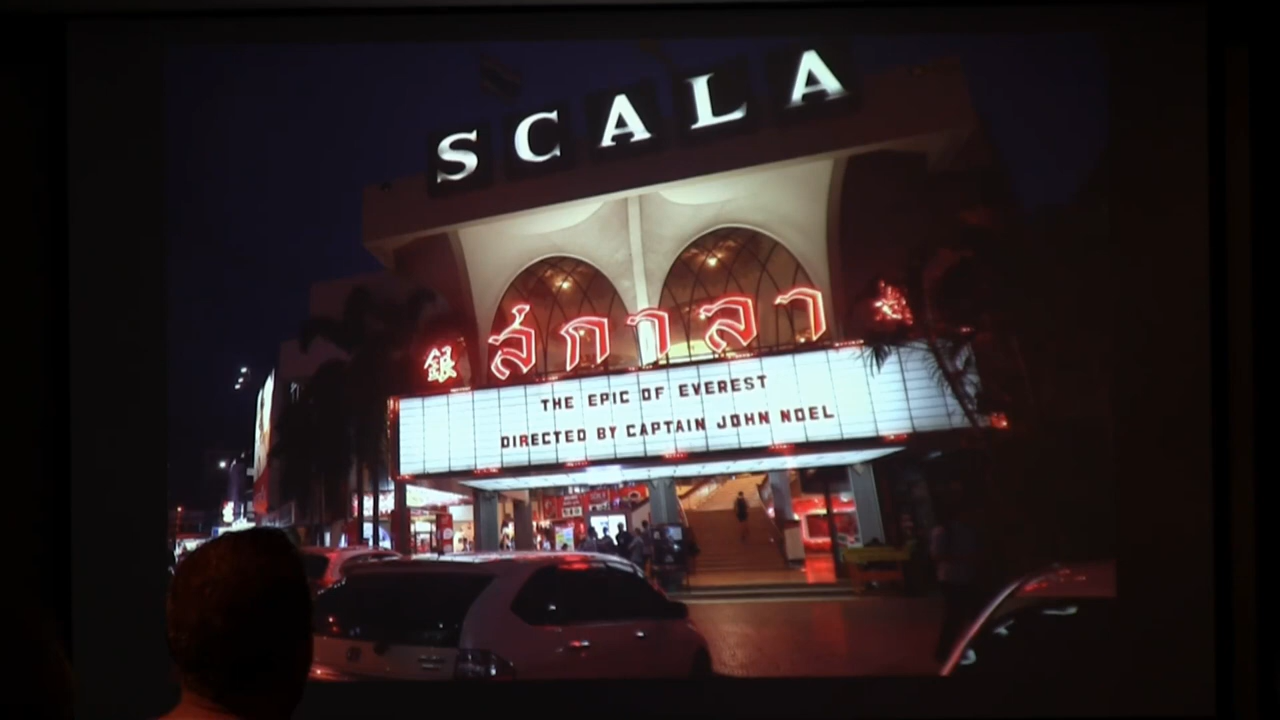 SCALA
銀 สกาลา
THE EPIC OF EVEREST
DIRECTED BY CAPTAIN JOHN NOEL